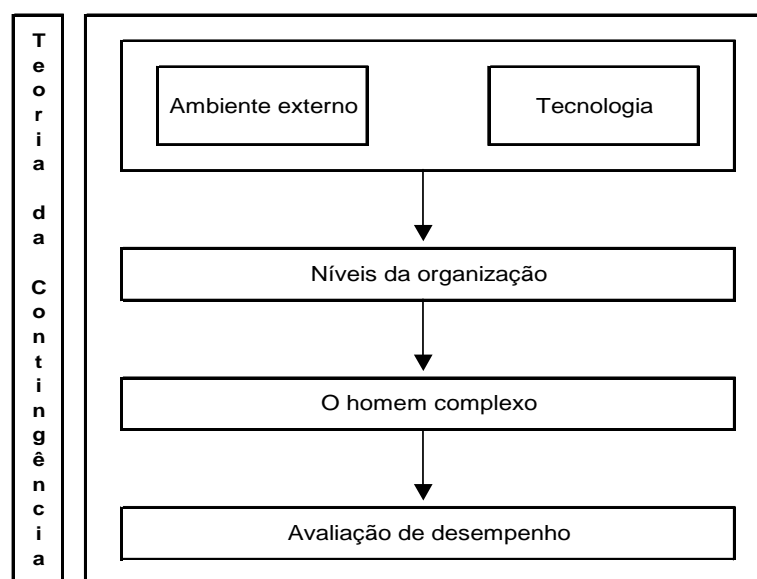 Teoria da Contingência
Ambiente externo
Tecnologia
Níveis da organização
O homem complexo
Avaliação de desempenho